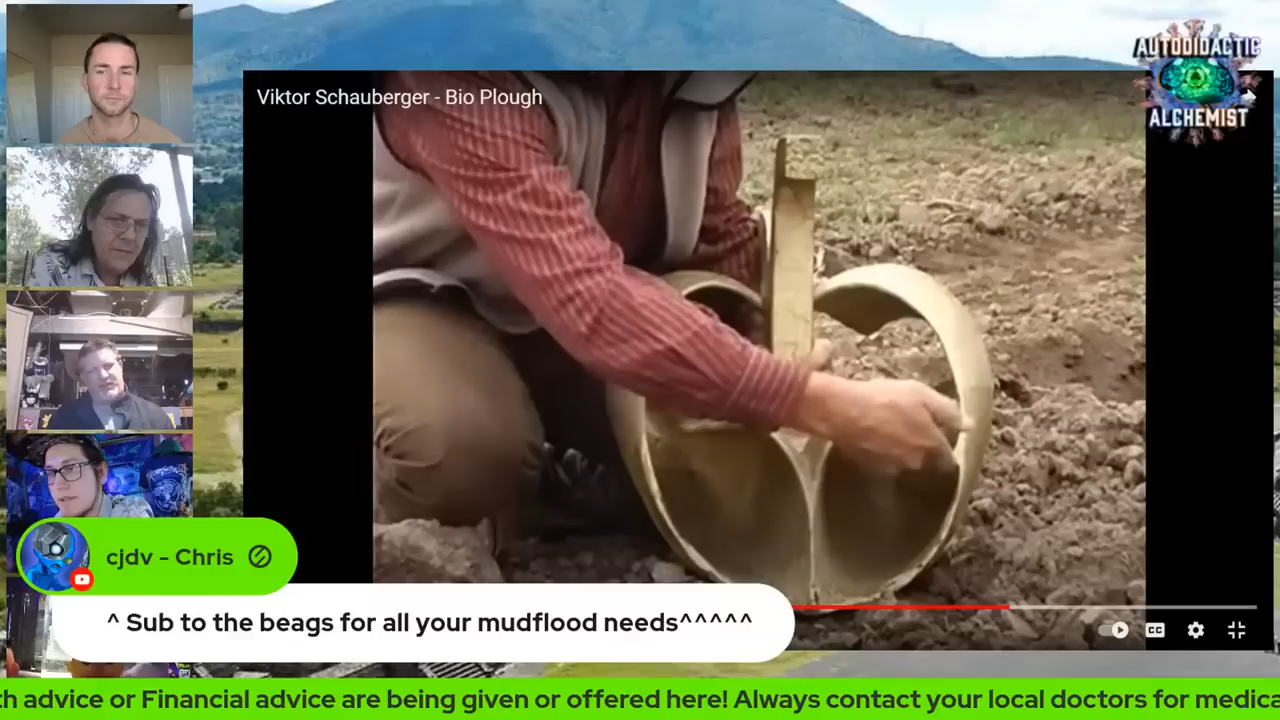 AUTODIDACTIC
ALCHEMIST
Viktor Schauberger - Bio Plough
cjdv - Chris
^ Sub to the beags for all your mudflood needs^^^^^
CC
th advice or Financial advice are being given or offered here! Always contact your local doctors for medica